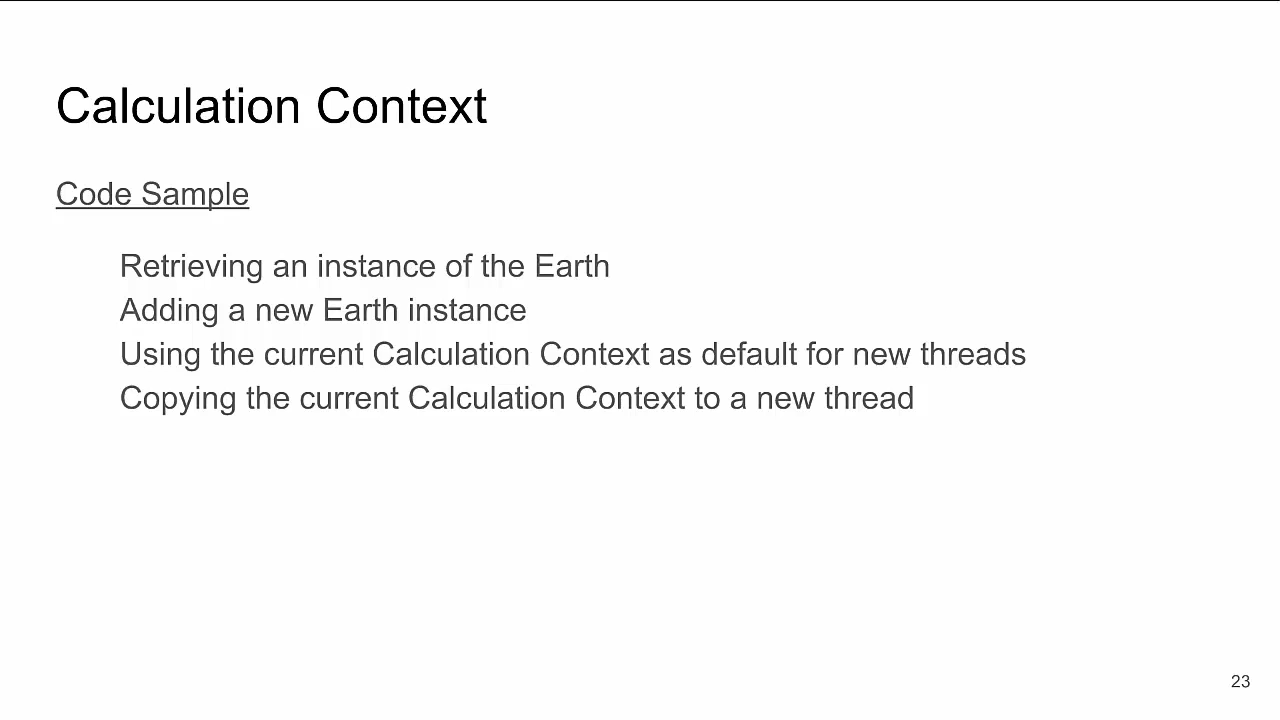 Calculation Context
Code Sample
Retrieving an instance of the Earth
Adding a new Earth instance
Using the current Calculation Context as default for new threads
Copying the current Calculation Context to a new thread
23